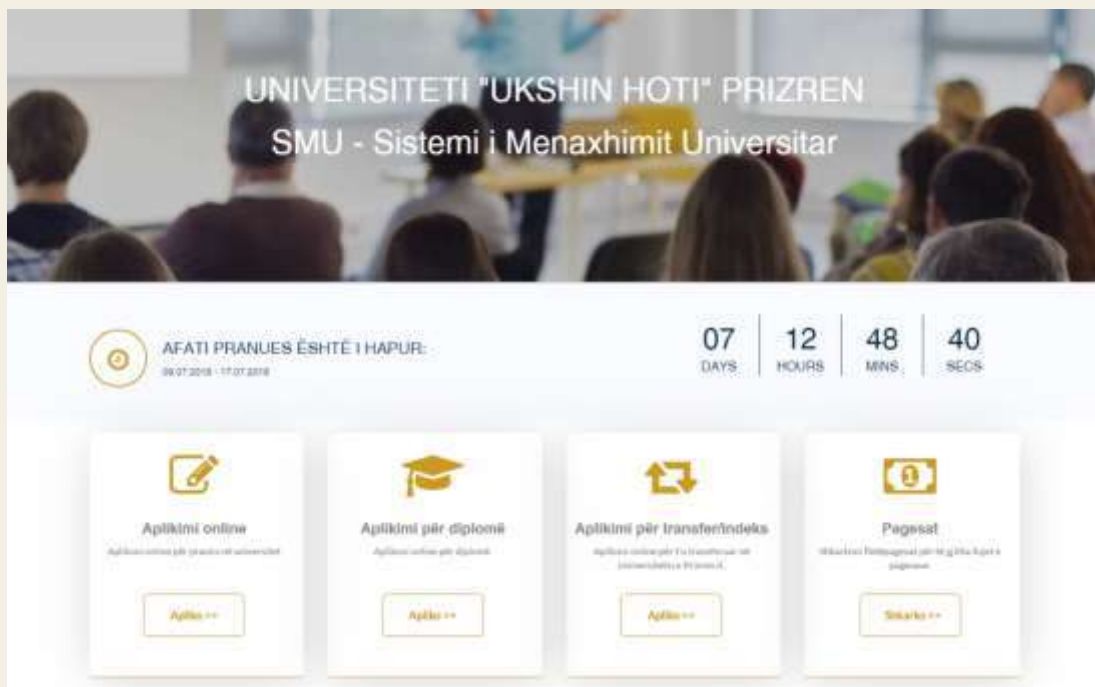 UNIVERSITETI "UKSHIN HOTI" PRIZREN
SMU - Sistemi i Menaxhimit Universitar
AFATI PRANUES ËSHTË I HAPUR:
07 12 48 40
DAYS HOURS MINS SECS
Aplikimi online
Aplikimi për diplomë
Aplikimi për transfer/indeks
Pagesat
Aplikimi online për diplomë
Apliko >>
Apliko >>
Apliko >>
Shkarko >>